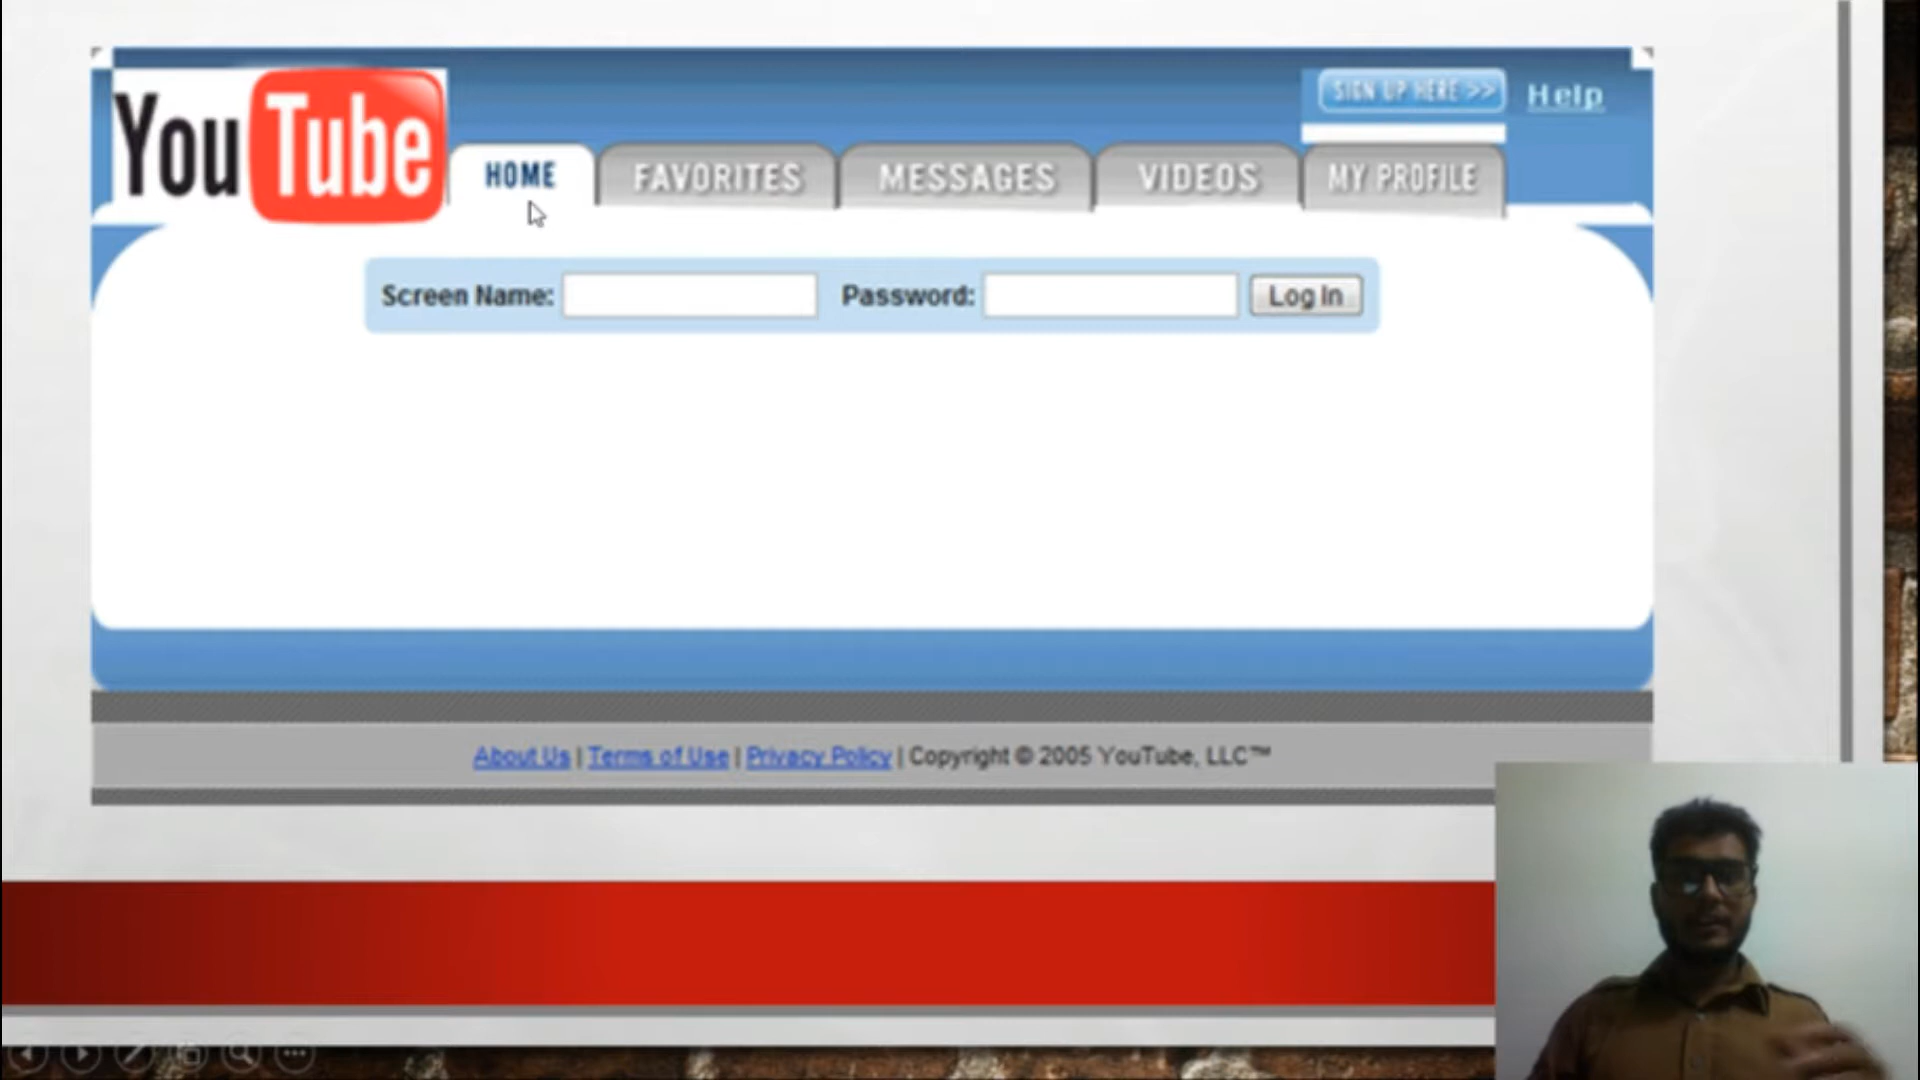 YouTube
SIGN UP HERE >> Help
HOME FAVORITES MESSAGES VIDEOS MY PROFILE
Screen Name: Password: Log In
About Us | Terms of Use | Privacy Policy | Copyright © 2005 YouTube, LLC™